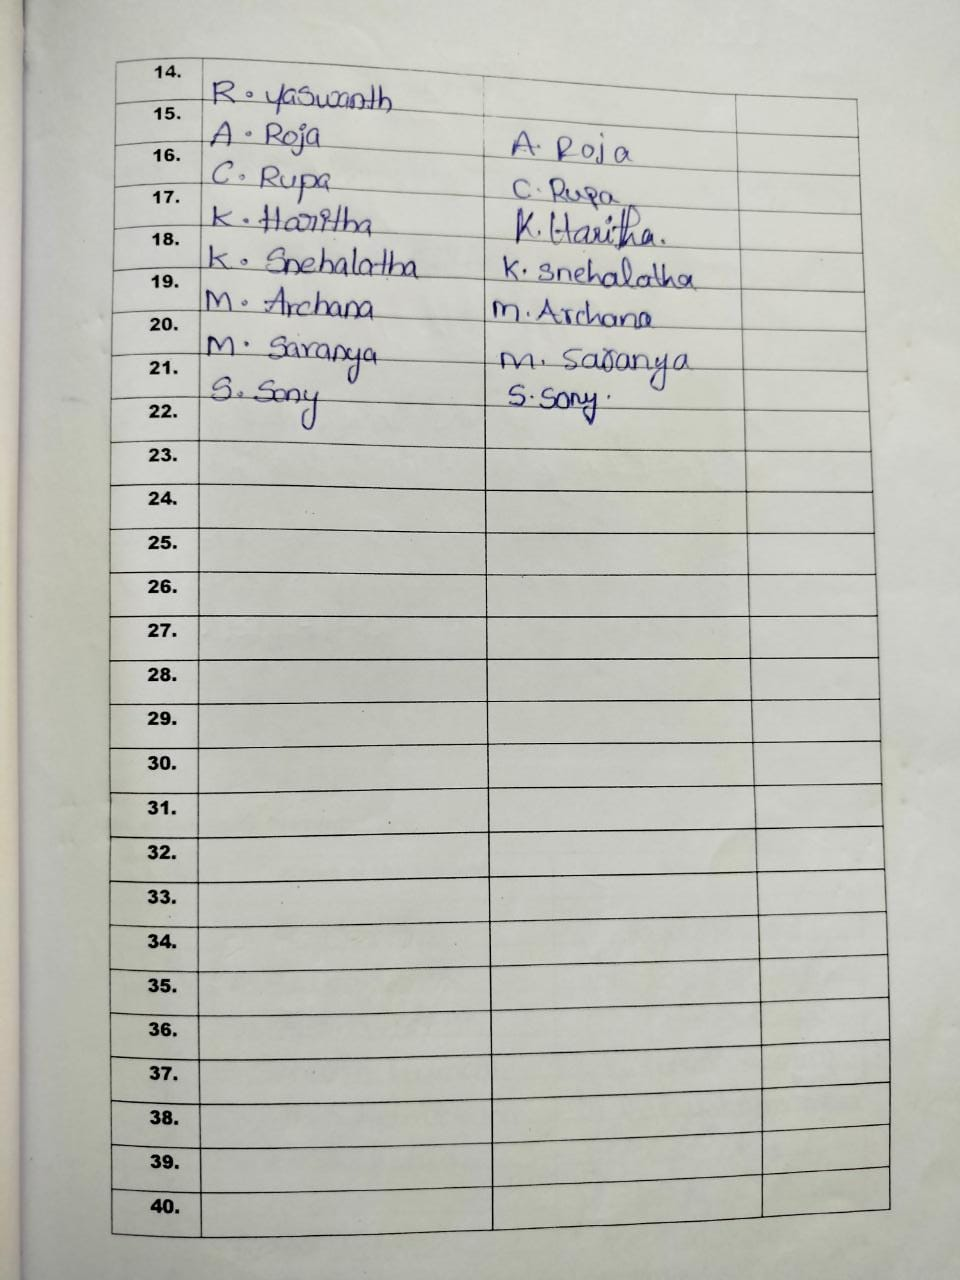 14. R. Yaswanth
15. A. Roja A. Roja
16. C. Rupa C. Rupa
17. K. Haritha K. Haritha.
18. K. Snehalatha K. Snehalatha
19. M. Archana M. Archana
20. M. Saranya M. Saranya
21. S. Sony S. Sony.
22.
23.
24.
25.
26.
27.
28.
29.
30.
31.
32.
33.
34.
35.
36.
37.
38.
39.
40.